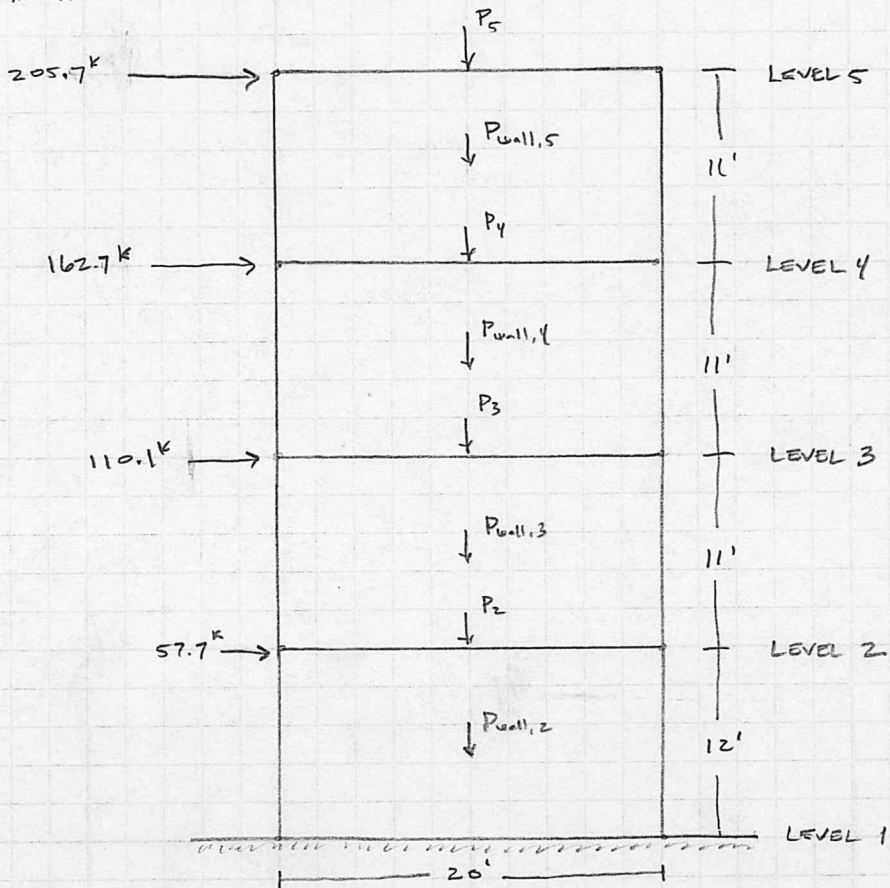 P5
205.7k
LEVEL 5
Pwall,5
11'
P4
162.7k
LEVEL 4
Pwall,4
11'
P3
110.1k
LEVEL 3
Pwall,3
11'
P2
57.7k
LEVEL 2
Pwall,2
12'
LEVEL 1
20'